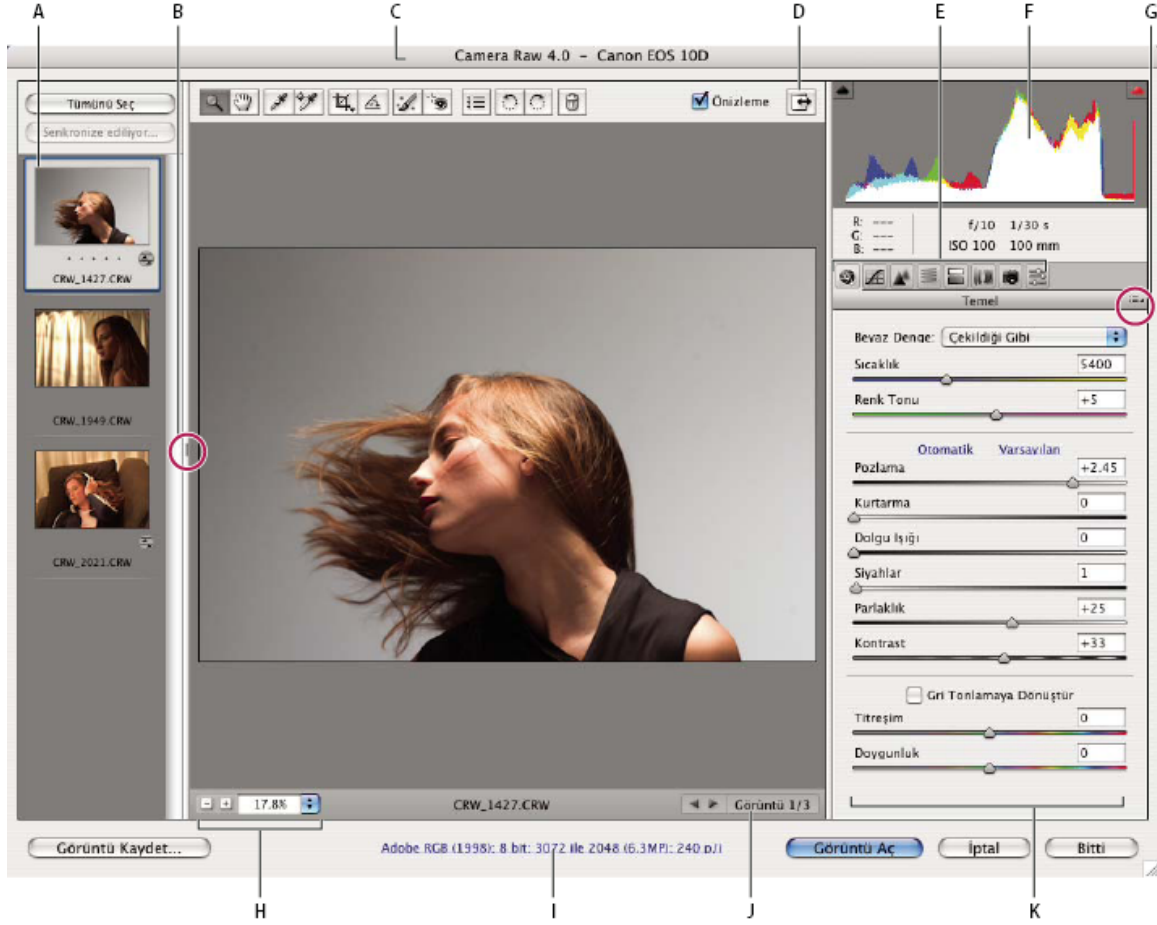 A B C D E F G
Camera Raw 4.0 – Canon EOS 10D
Tümünü Seç
Senkronize ediliyor...
Önizleme
CRW_1427.CRW
CRW_1949.CRW
CRW_2021.CRW
R: ---
G:
B: ---
f/10 1/30 s
ISO 100 100 mm
Temel
Beyaz Denge: Çekildiği Gibi
Sıcaklık 5400
Renk Tonu +5
Otomatik Varsayılan
Pozlama +2.45
Kurtarma 0
Dolgu Işığı 0
Siyahlar 1
Parlaklık +25
Kontrast +33
Gri Tonlamaya Dönüştür
Titreşim 0
Doygunluk 0
17.8%
CRW_1427.CRW
Görüntü 1/3
Görüntü Kaydet...
Adobe RGB (1998); 8 bit; 3072 ile 2048 (6.3MP); 240 pJi
Görüntü Aç
İptal
Bitti
H I J K